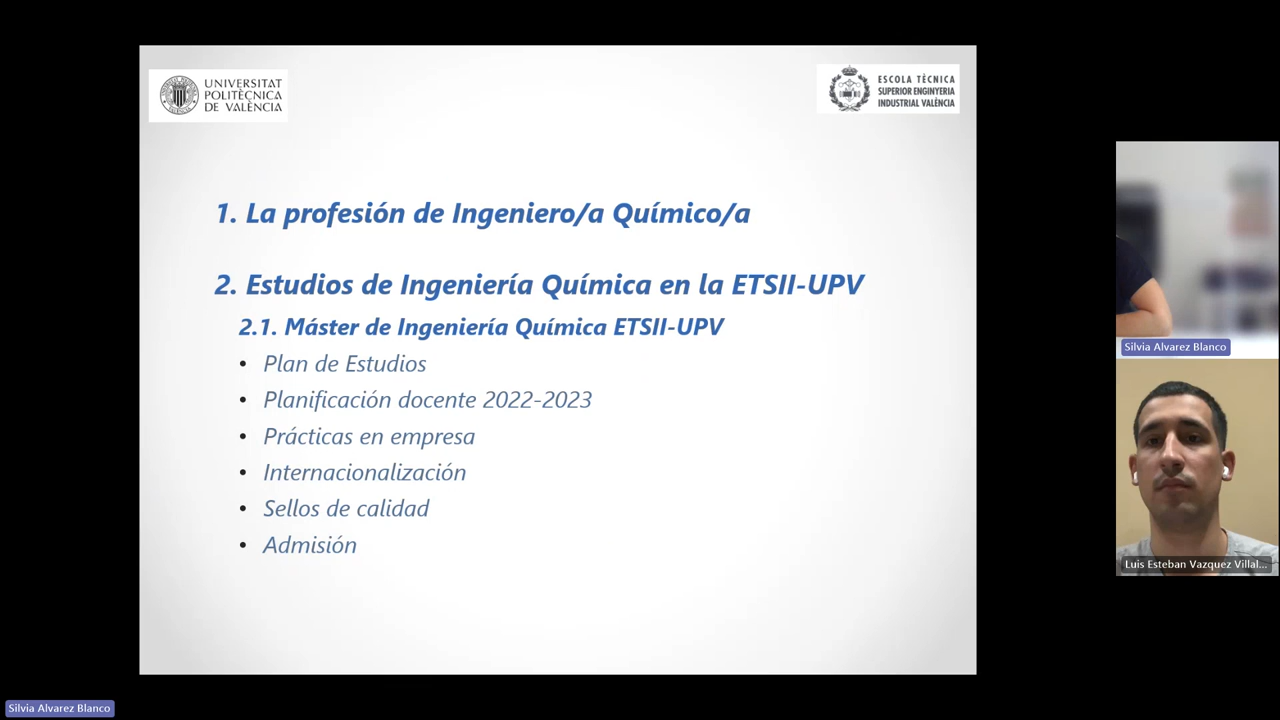 UNIVERSITAT
POLITÈCNICA
DE VALÈNCIA
ESCOLA TÈCNICA
SUPERIOR ENGINYERIA
INDUSTRIAL VALÈNCIA
1. La profesión de Ingeniero/a Químico/a
2. Estudios de Ingeniería Química en la ETSII-UPV
2.1. Máster de Ingeniería Química ETSII-UPV
• Plan de Estudios
• Planificación docente 2022-2023
• Prácticas en empresa
• Internacionalización
• Sellos de calidad
• Admisión
Silvia Alvarez Blanco
Luis Esteban Vazquez Villal...
Silvia Alvarez Blanco